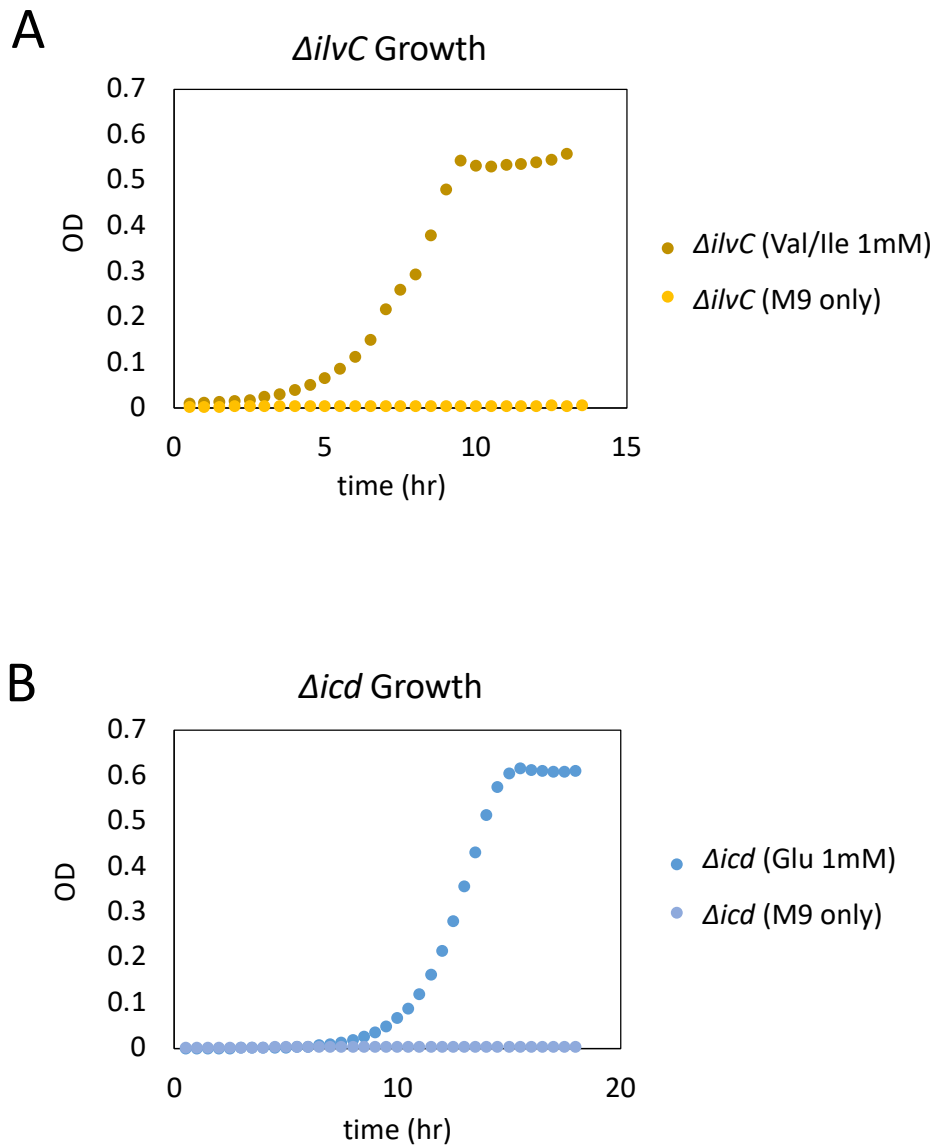 A
ΔilvC Growth
0.7
0.6
0.5
0.4
0.3
0.2
0.1
0
OD
0 5 10 15
time (hr)
ΔilvC (Val/Ile 1mM)
ΔilvC (M9 only)
B
Δicd Growth
0.7
0.6
0.5
0.4
0.3
0.2
0.1
0
OD
0 10 20
time (hr)
Δicd (Glu 1mM)
Δicd (M9 only)